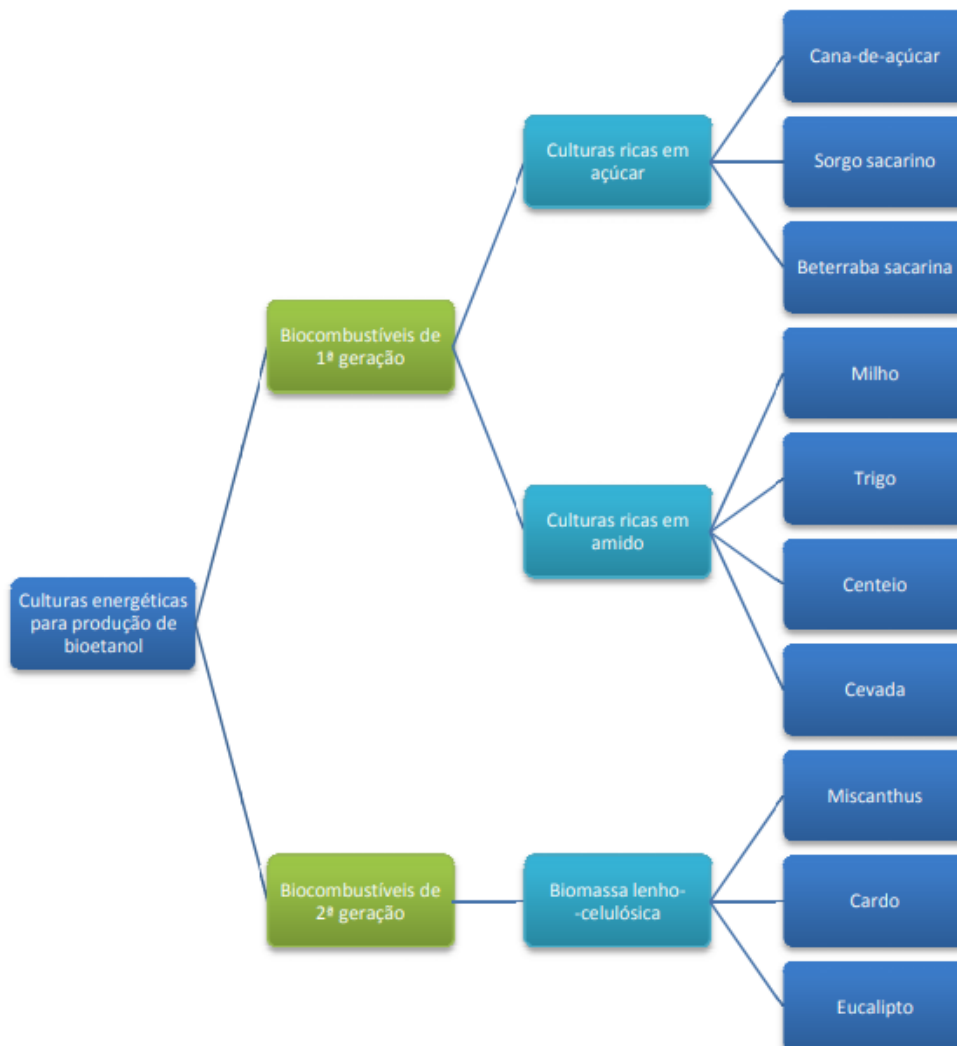 Culturas energéticas
para produção de
bioetanol
Biocombustíveis de
1ª geração
Culturas ricas em
açúcar
Cana-de-açúcar
Sorgo sacarino
Beterraba sacarina
Culturas ricas em
amido
Milho
Trigo
Centeio
Cevada
Biocombustíveis de
2ª geração
Biomassa lenho-
-celulósica
Miscanthus
Cardo
Eucalipto